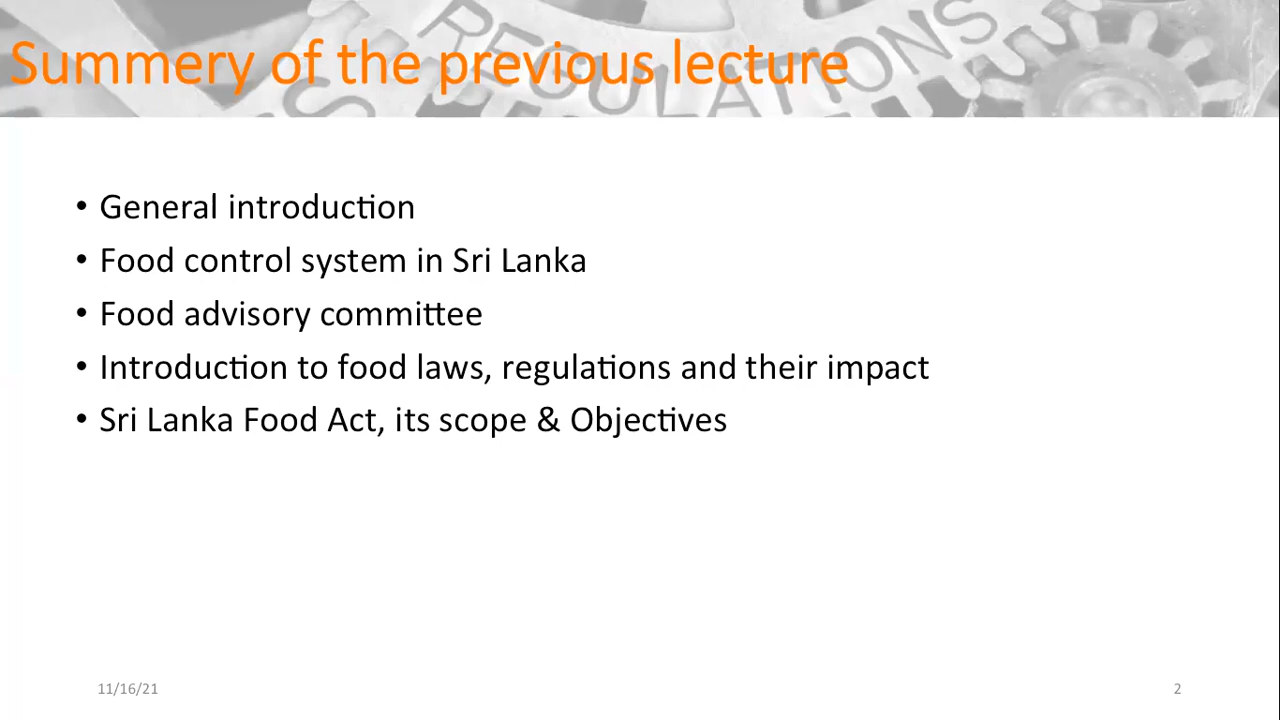 REGULATIONS
Summery of the previous lecture
• General introduction
• Food control system in Sri Lanka
• Food advisory committee
• Introduction to food laws, regulations and their impact
• Sri Lanka Food Act, its scope & Objectives
11/16/21
2